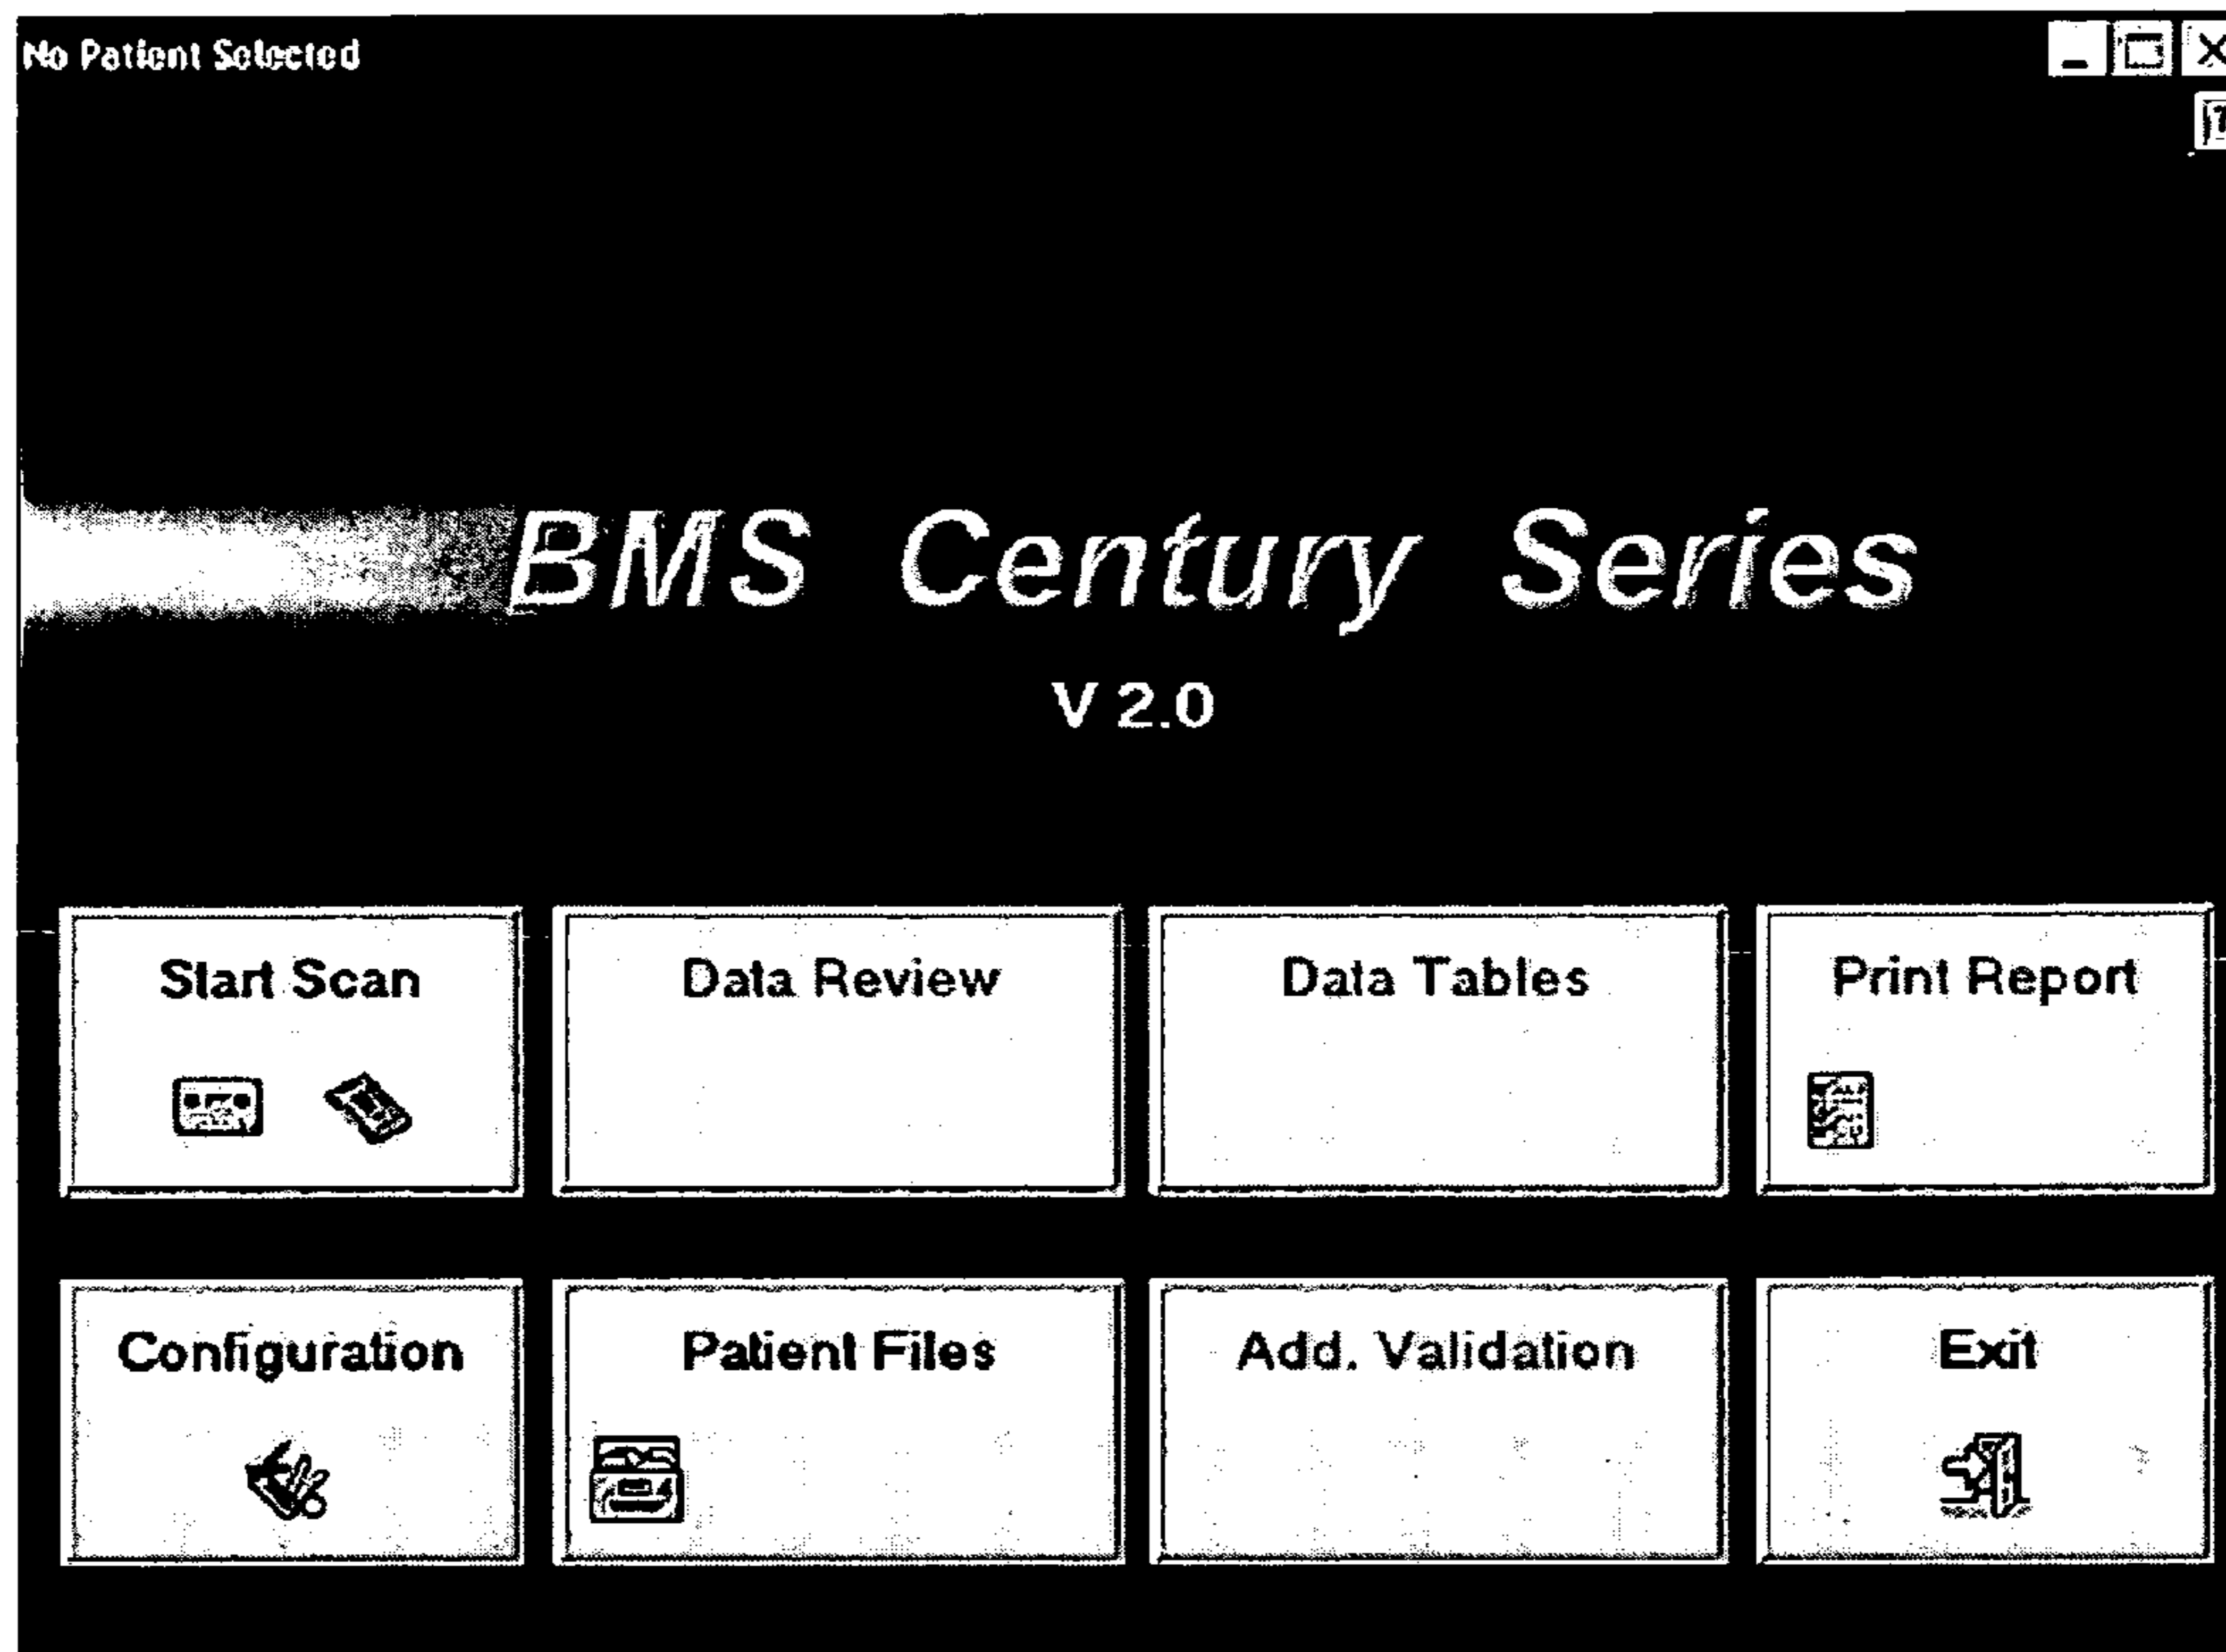 No Patient Selected
BMS Century Series
V 2.0
Start Scan
Data Review
Data Tables
Print Report
Configuration
Patient Files
Add. Validation
Exit